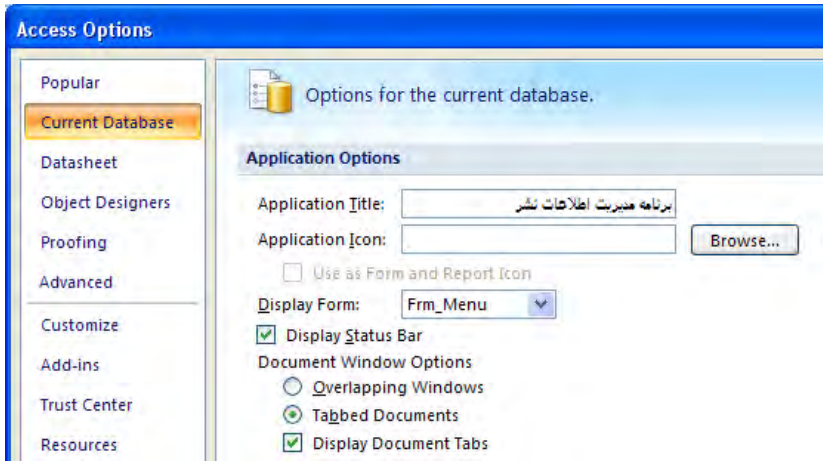 Access Options
Popular
Current Database
Datasheet
Object Designers
Proofing
Advanced
Customize
Add-ins
Trust Center
Resources
Options for the current database.
Application Options
Application Title: برنامه مدیریت اطلاعات نشر
Application Icon: Browse...
Use as Form and Report Icon
Display Form: Frm_Menu
Display Status Bar
Document Window Options
Overlapping Windows
Tabbed Documents
Display Document Tabs